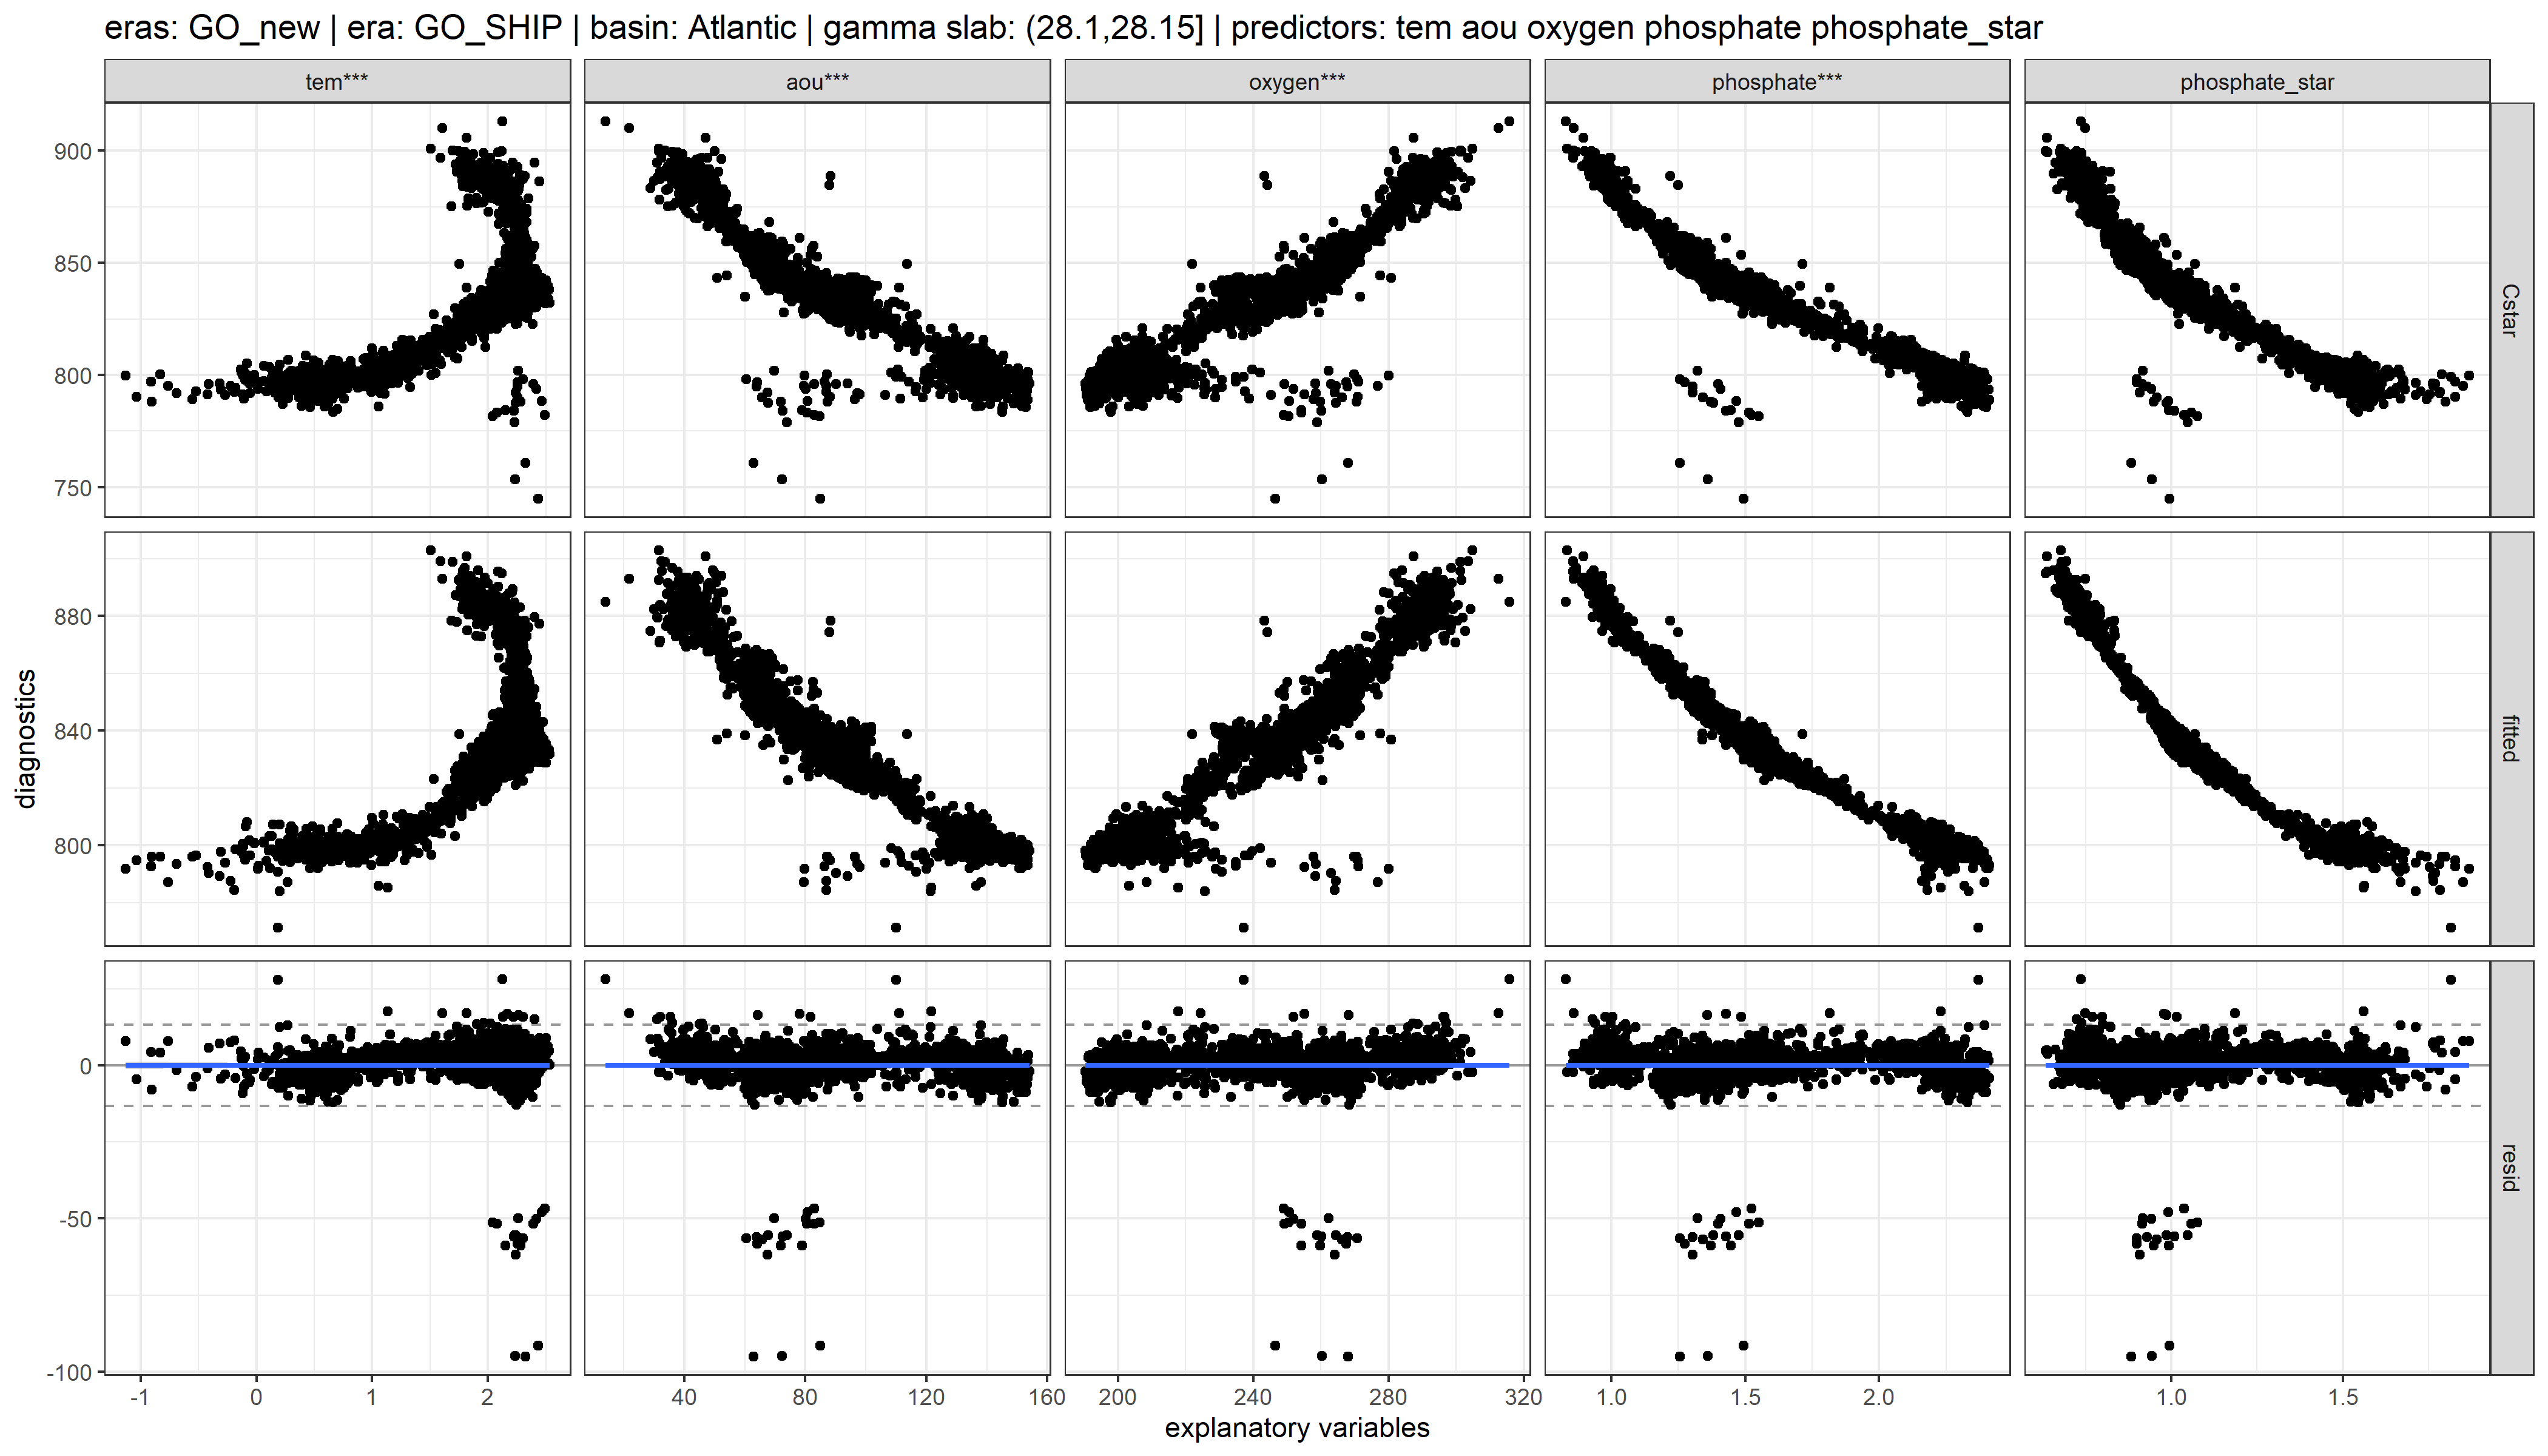 eras: GO_new | era: GO_SHIP | basin: Atlantic | gamma slab: (28.1,28.15] | predictors: tem aou oxygen phosphate phosphate_star
tem*** aou*** oxygen*** phosphate*** phosphate_star
900
850
800
750
Cstar
880
840
800
fitted
diagnostics
0
-50
-100
resid
-1 0 1 2 40 80 120 160 200 240 280 320 1.0 1.5 2.0 1.0 1.5
explanatory variables